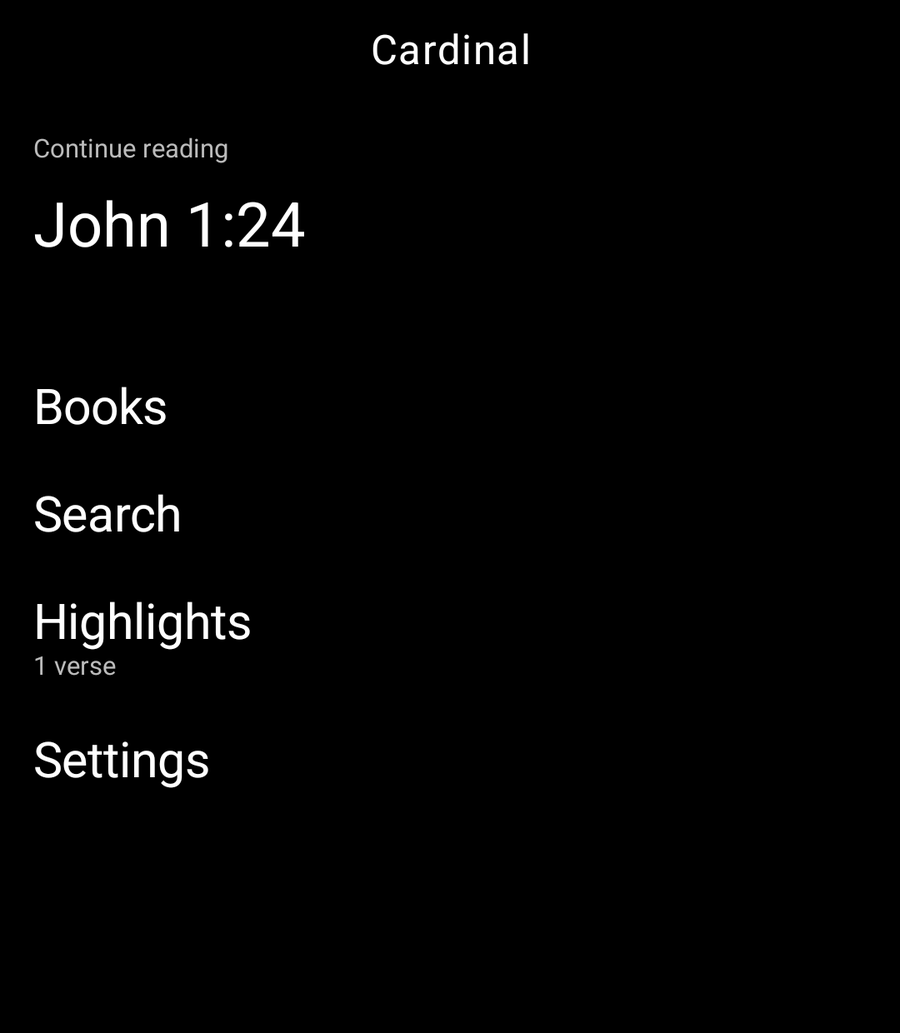 Cardinal
Continue reading
John 1:24
Books
Search
Highlights
1 verse
Settings